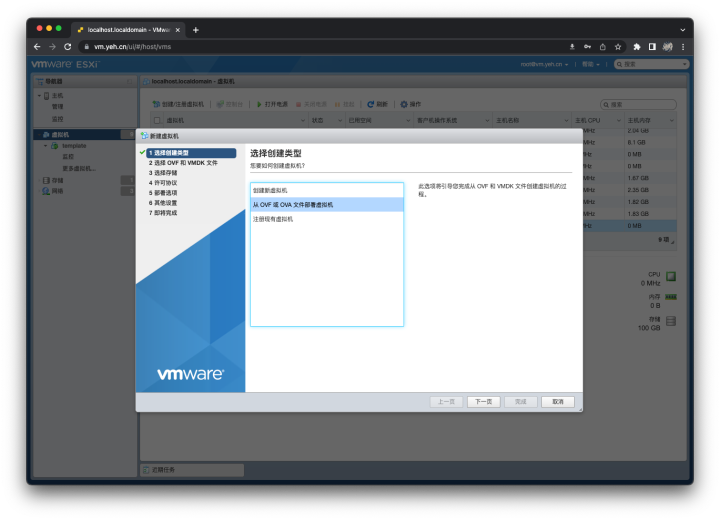 localhost.localdomain - VMwar
vm.yeh.cn/ui/#/host/vms
vmware ESXi
root@vm.yeh.cn
帮助
搜索
导航器
localhost.localdomain - 虚拟机
主机
管理
监控
虚拟机
template
监控
更多虚拟机...
存储
网络
创建/注册虚拟机
控制台
打开电源
关闭电源
挂起
刷新
操作
搜索
虚拟机
状态
已用空间
客户机操作系统
主机名称
主机 CPU
主机内存
MHz 2.04 GB
MHz 6.1 GB
Hz 0 MB
Hz 0 MB
MHz 1.67 GB
MHz 2.35 GB
MHz 1.82 GB
MHz 1.83 GB
Hz 0 MB
9 项
CPU
0 MHz
内存
0 B
存储
100 GB
新建虚拟机
1 选择创建类型
2 选择 OVF 和 VMDK 文件
3 选择存储
4 许可协议
5 部署选项
6 其他设置
7 即将完成
vmware
选择创建类型
您要如何创建虚拟机?
创建新虚拟机
从 OVF 或 OVA 文件部署虚拟机
注册现有虚拟机
此选项将引导您完成从 OVF 和 VMDK 文件创建虚拟机的过
程。
上一页
下一页
完成
取消
近期任务